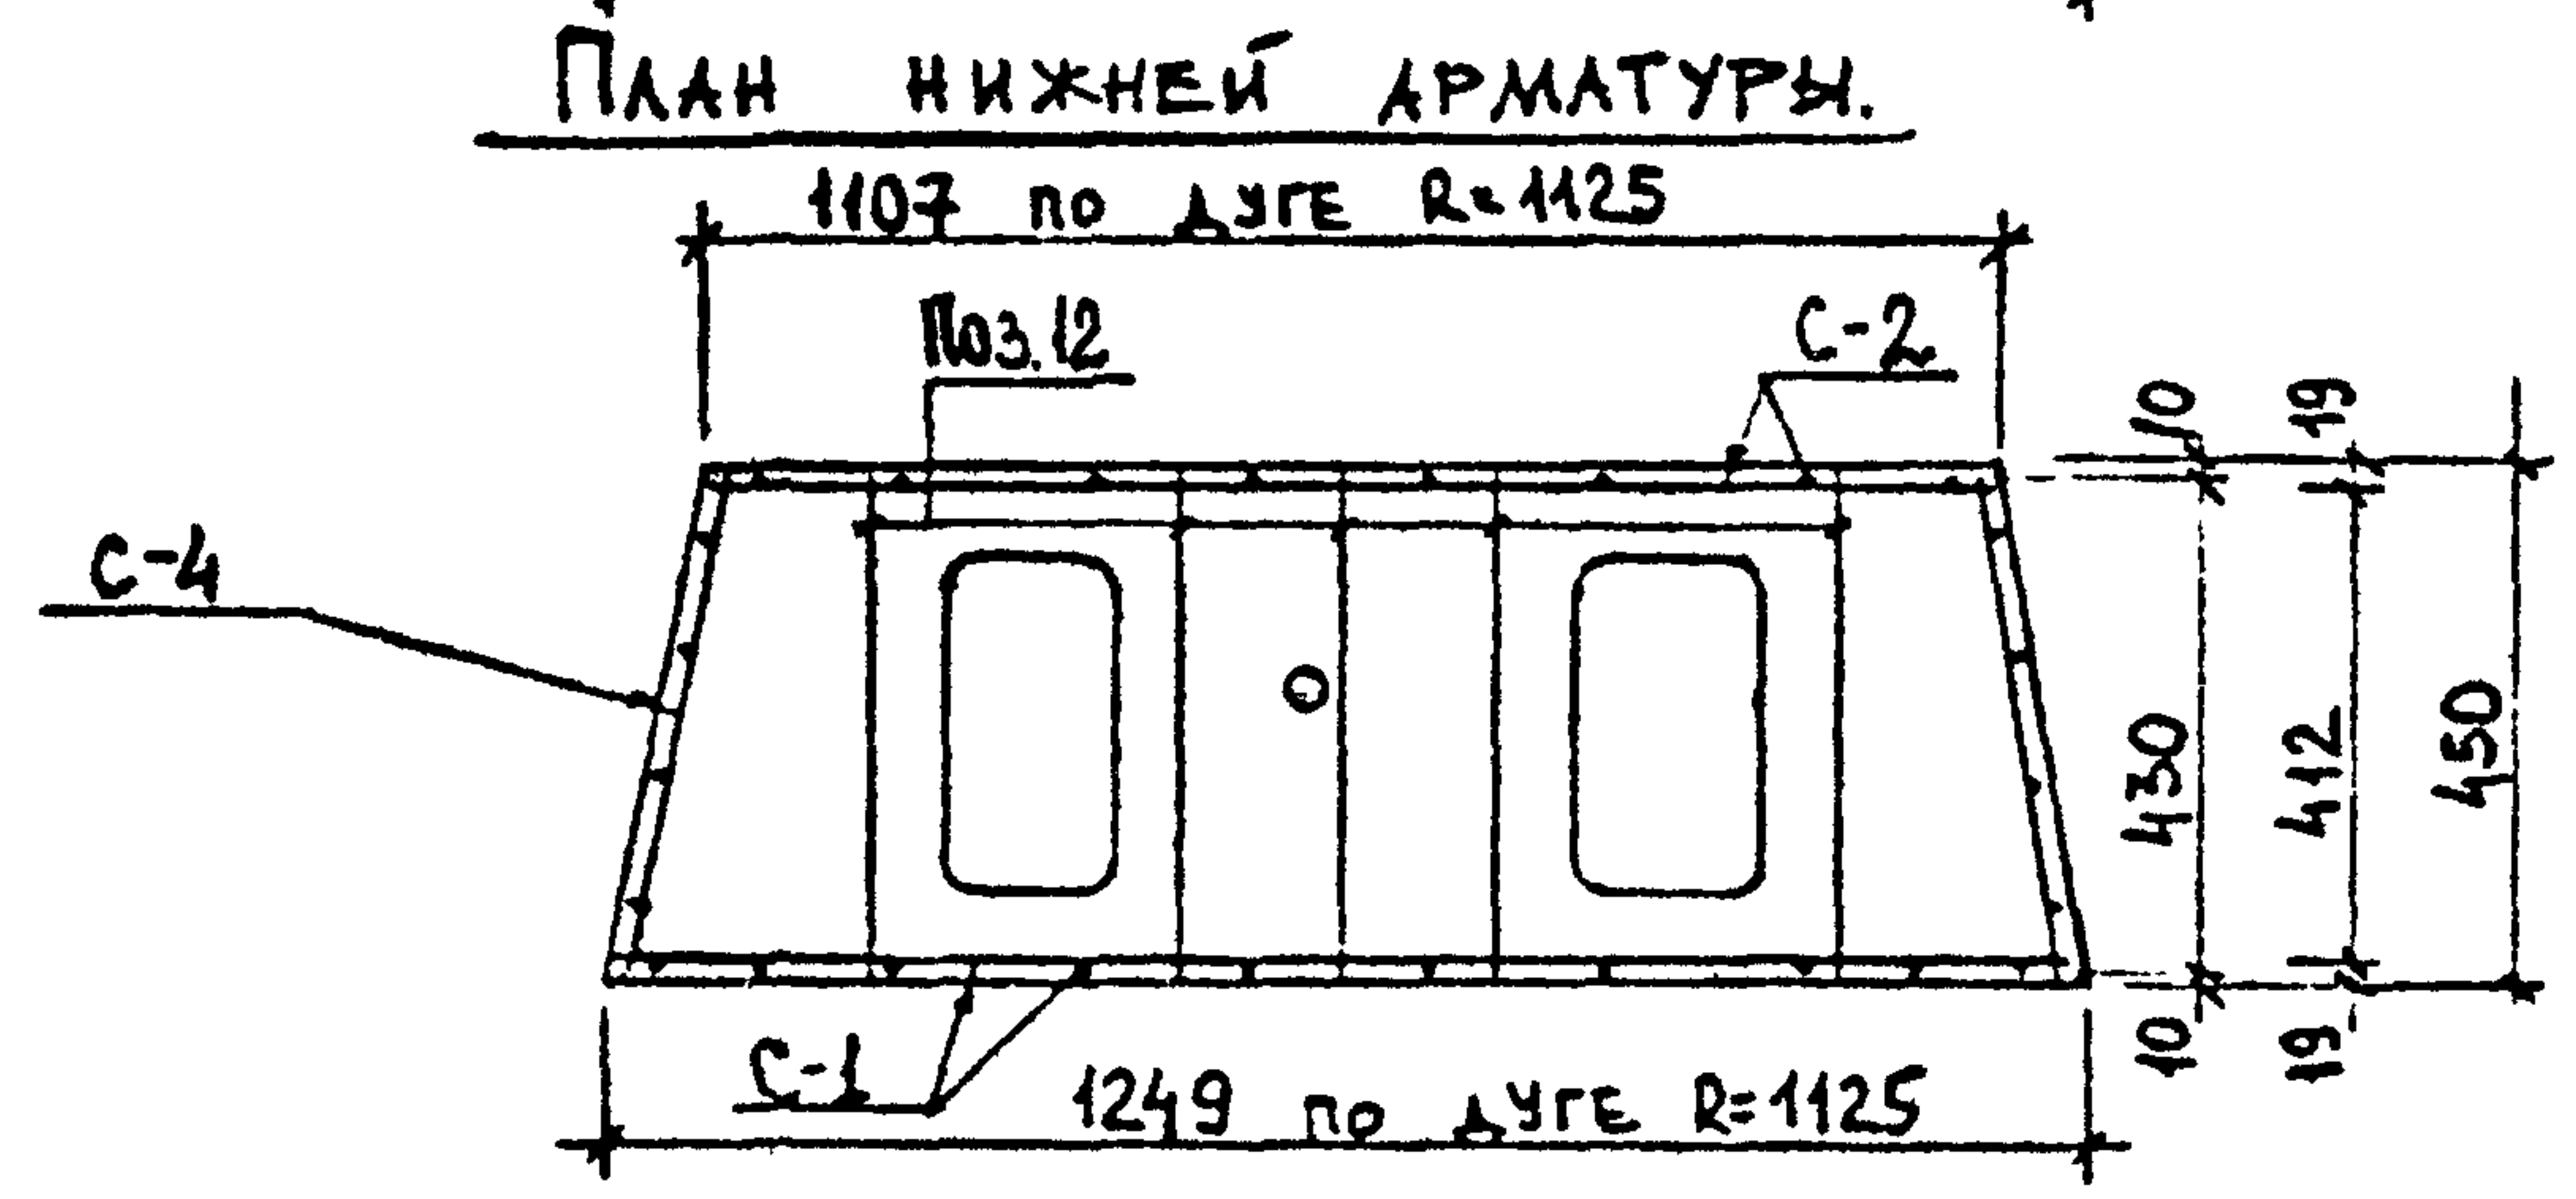 План нижней арматуры.
1107 по дуге R=1125
Поз.12
С-2
С-4
10
19
430
412
450
10
19
С-1
1249 по дуге R=1125